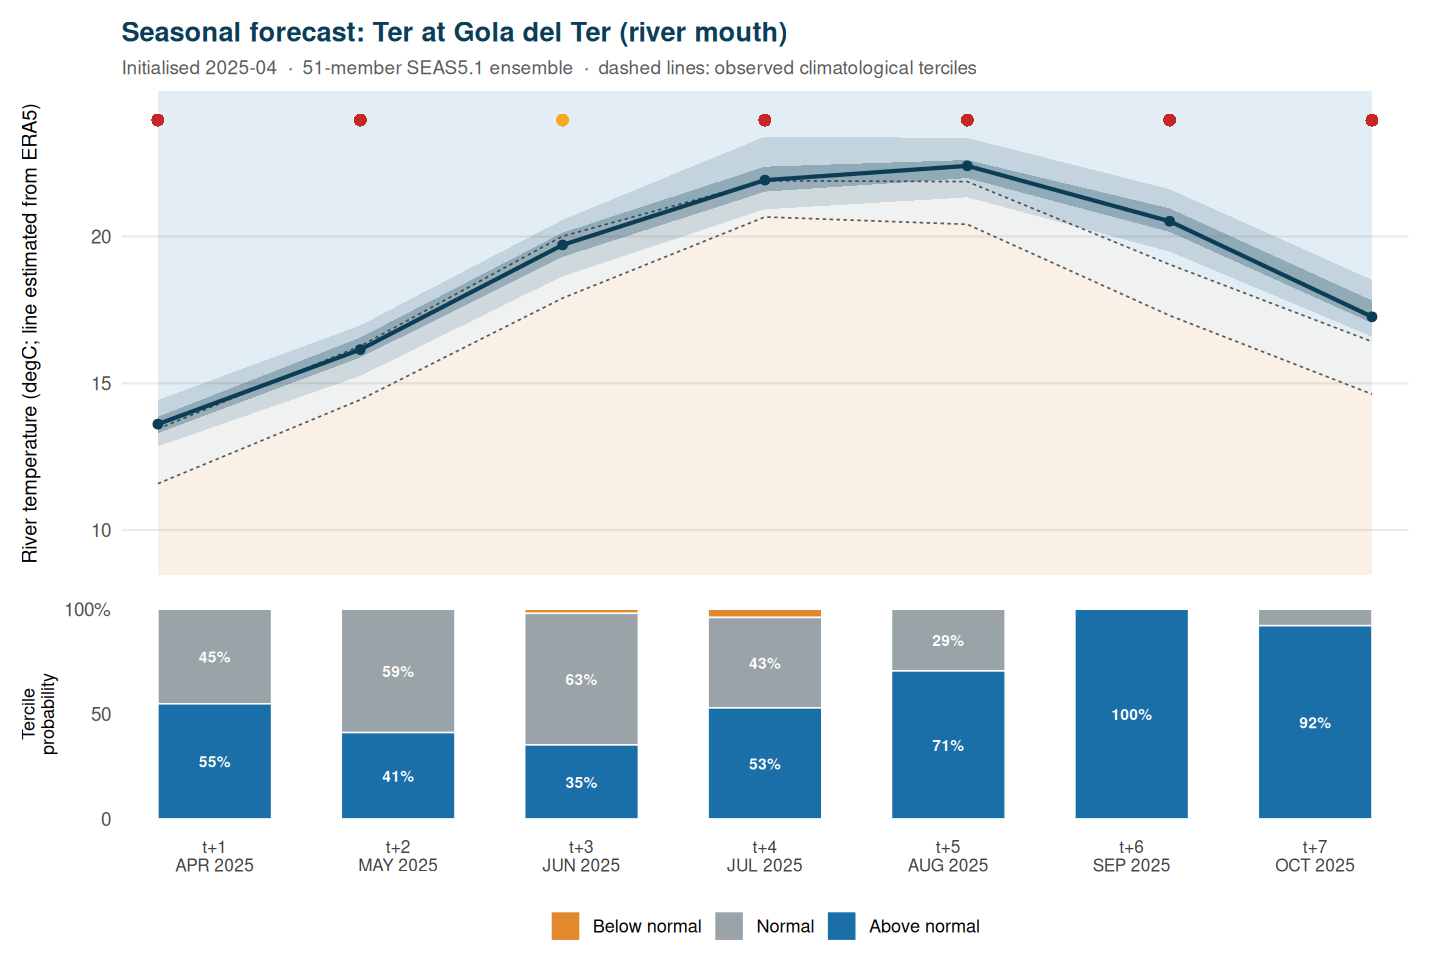 Seasonal forecast: Ter at Gola del Ter (river mouth)
Initialised 2025-04 · 51-member SEAS5.1 ensemble · dashed lines: observed climatological terciles
River temperature (degC; line estimated from ERA5)
20
15
10
Tercile
probability
100%
50
0
45%
59%
63%
43%
29%
55%
41%
35%
53%
71%
100%
92%
t+1
APR 2025
t+2
MAY 2025
t+3
JUN 2025
t+4
JUL 2025
t+5
AUG 2025
t+6
SEP 2025
t+7
OCT 2025
Below normal
Normal
Above normal